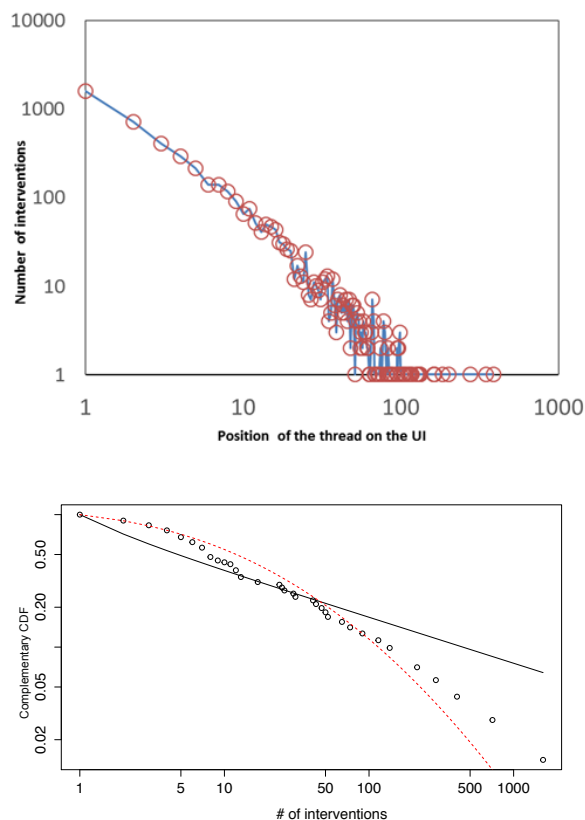 10000
1000
100
10
1
1 10 100 1000
Number of interventions
Position of the thread on the UI
0.50
0.20
0.05
0.02
Complementary CDF
1 5 10 50 100 500 1000
# of interventions